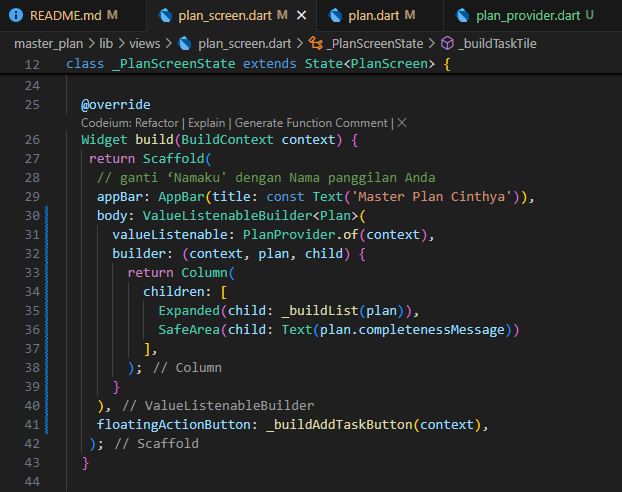 README.md M plan_screen.dart M × plan.dart M plan_provider.dart U
master_plan > lib > views > plan_screen.dart > _PlanScreenState > _buildTaskTile
12 class _PlanScreenState extends State<PlanScreen> {
24
25 @override
Codeium: Refactor | Explain | Generate Function Comment | ×
26 Widget build(BuildContext context) {
27 return Scaffold(
28 // ganti ‘Namaku' dengan Nama panggilan Anda
29 appBar: AppBar(title: const Text('Master Plan Cinthya')),
30 body: ValueListenableBuilder<Plan>(
31 valueListenable: PlanProvider.of(context),
32 builder: (context, plan, child) {
33 return Column(
34 children: [
35 Expanded(child: _buildList(plan)),
36 SafeArea(child: Text(plan.completenessMessage))
37 ],
38 ); // Column
39 }
40 ), // ValueListenableBuilder
41 floatingActionButton: _buildAddTaskButton(context),
42 ); // Scaffold
43 }
44